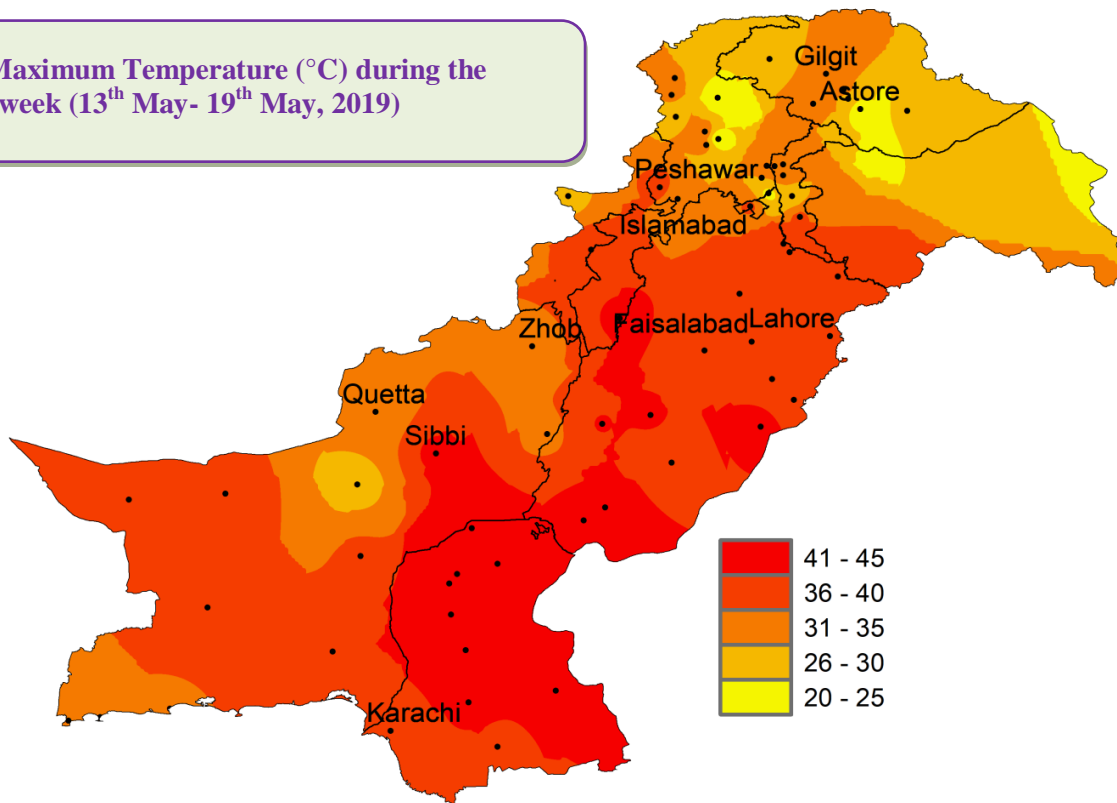 Maximum Temperature (°C) during the
week (13th May- 19th May, 2019)
Gilgit
Astore
Peshawar
Islamabad
Zhob
Faisalabad
Lahore
Quetta
Sibbi
Karachi
41 - 45
36 - 40
31 - 35
26 - 30
20 - 25